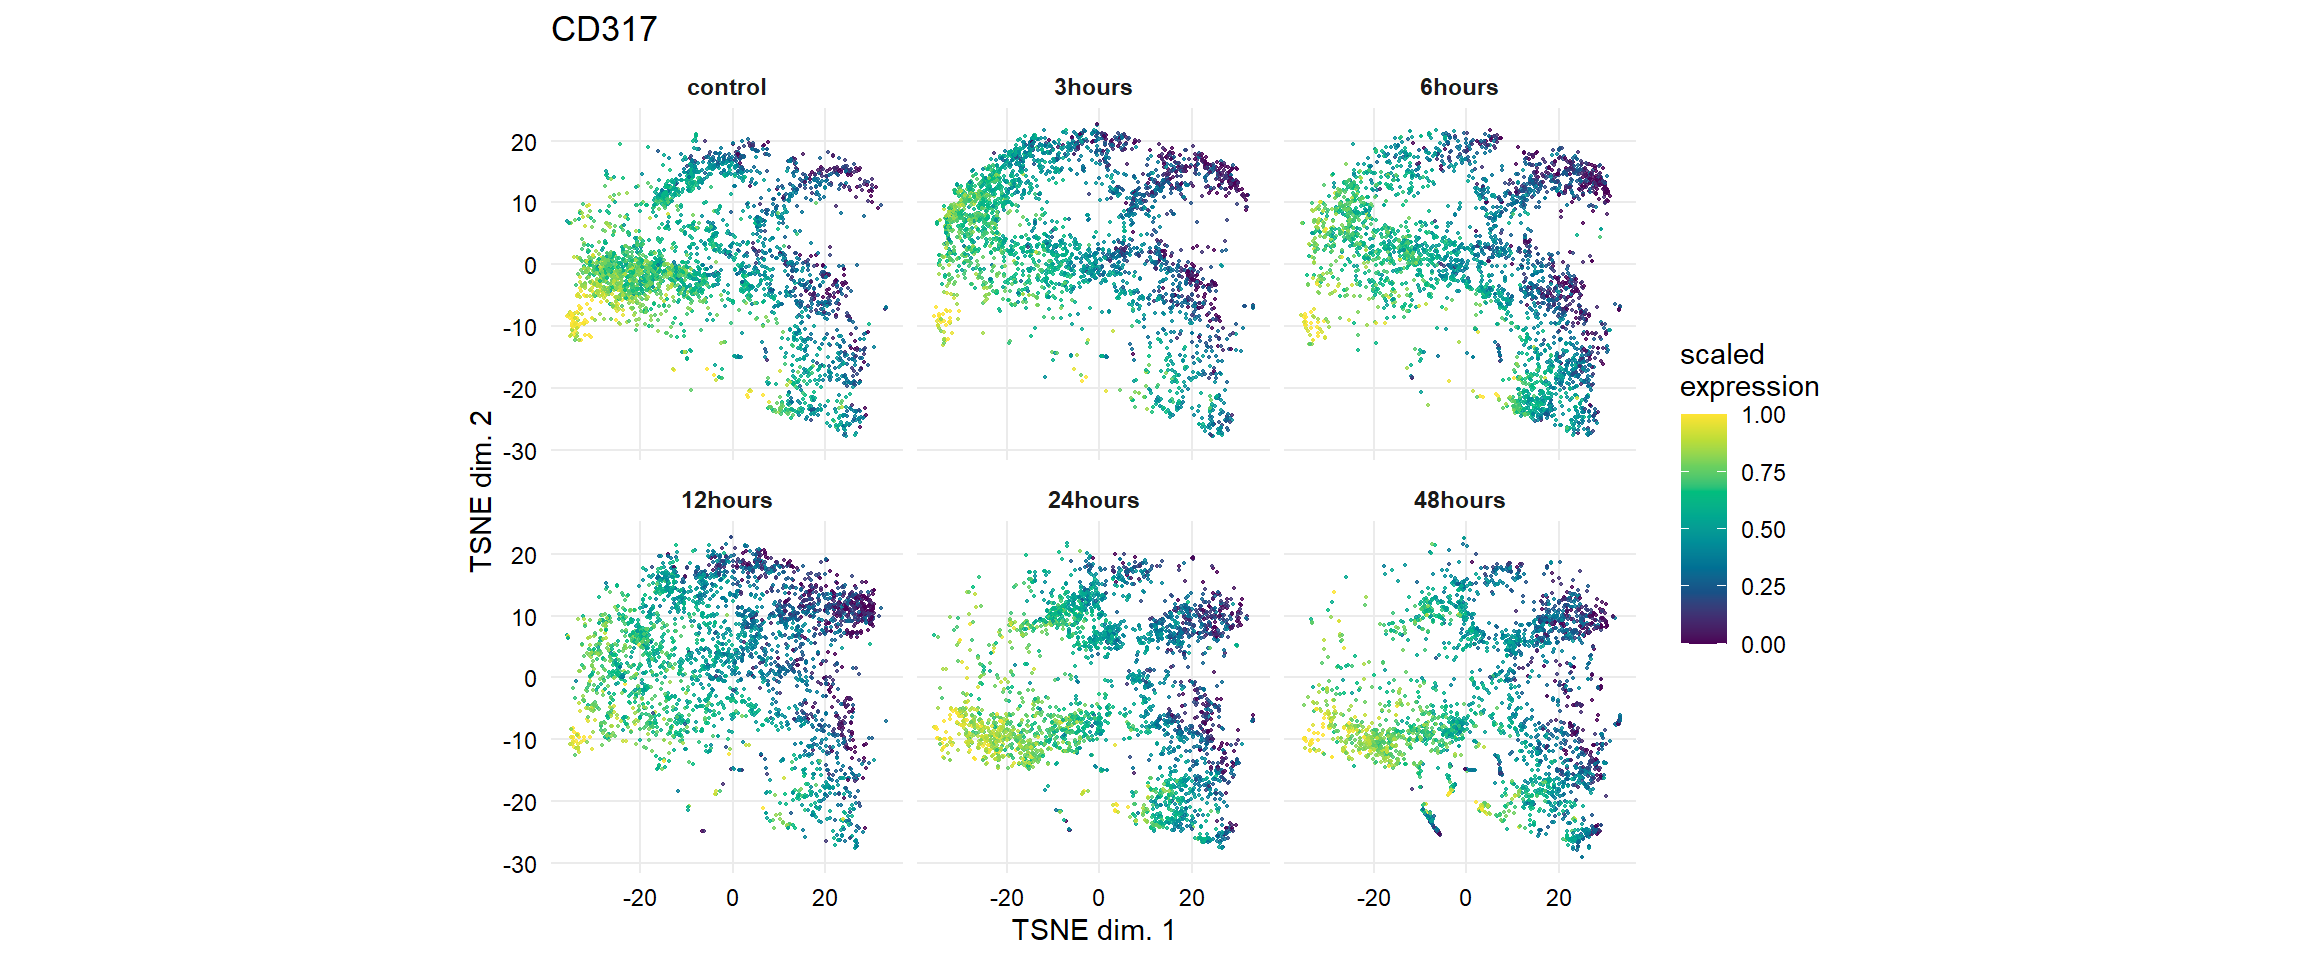 CD317
control
3hours
6hours
20
10
0
-10
-20
-30
12hours
24hours
48hours
20
10
0
-10
-20
-30
-20 0 20
-20 0 20
-20 0 20
TSNE dim. 1
TSNE dim. 2
scaled
expression
1.00
0.75
0.50
0.25
0.00